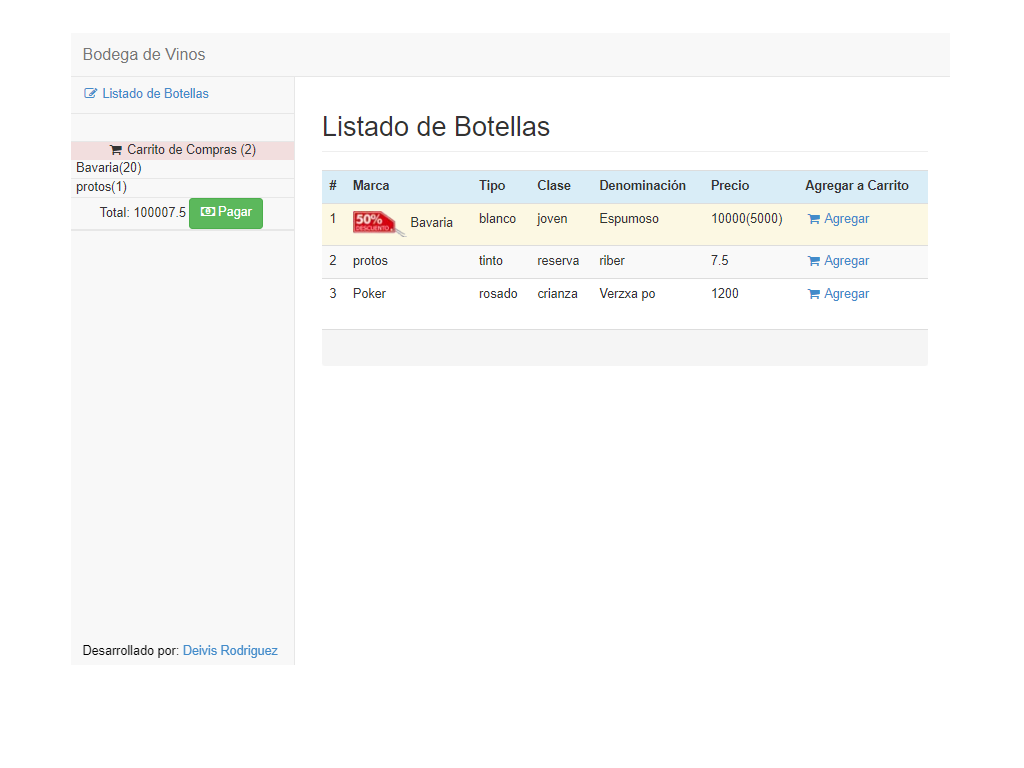 Bodega de Vinos
Listado de Botellas
Carrito de Compras (2)
Bavaria(20)
protos(1)
Total: 100007.5 Pagar
Listado de Botellas
# Marca Tipo Clase Denominación Precio Agregar a Carrito
1 50% DESCUENTO Bavaria blanco joven Espumoso 10000(5000) Agregar
2 protos tinto reserva riber 7.5 Agregar
3 Poker rosado crianza Verzxa po 1200 Agregar
Desarrollado por: Deivis Rodriguez